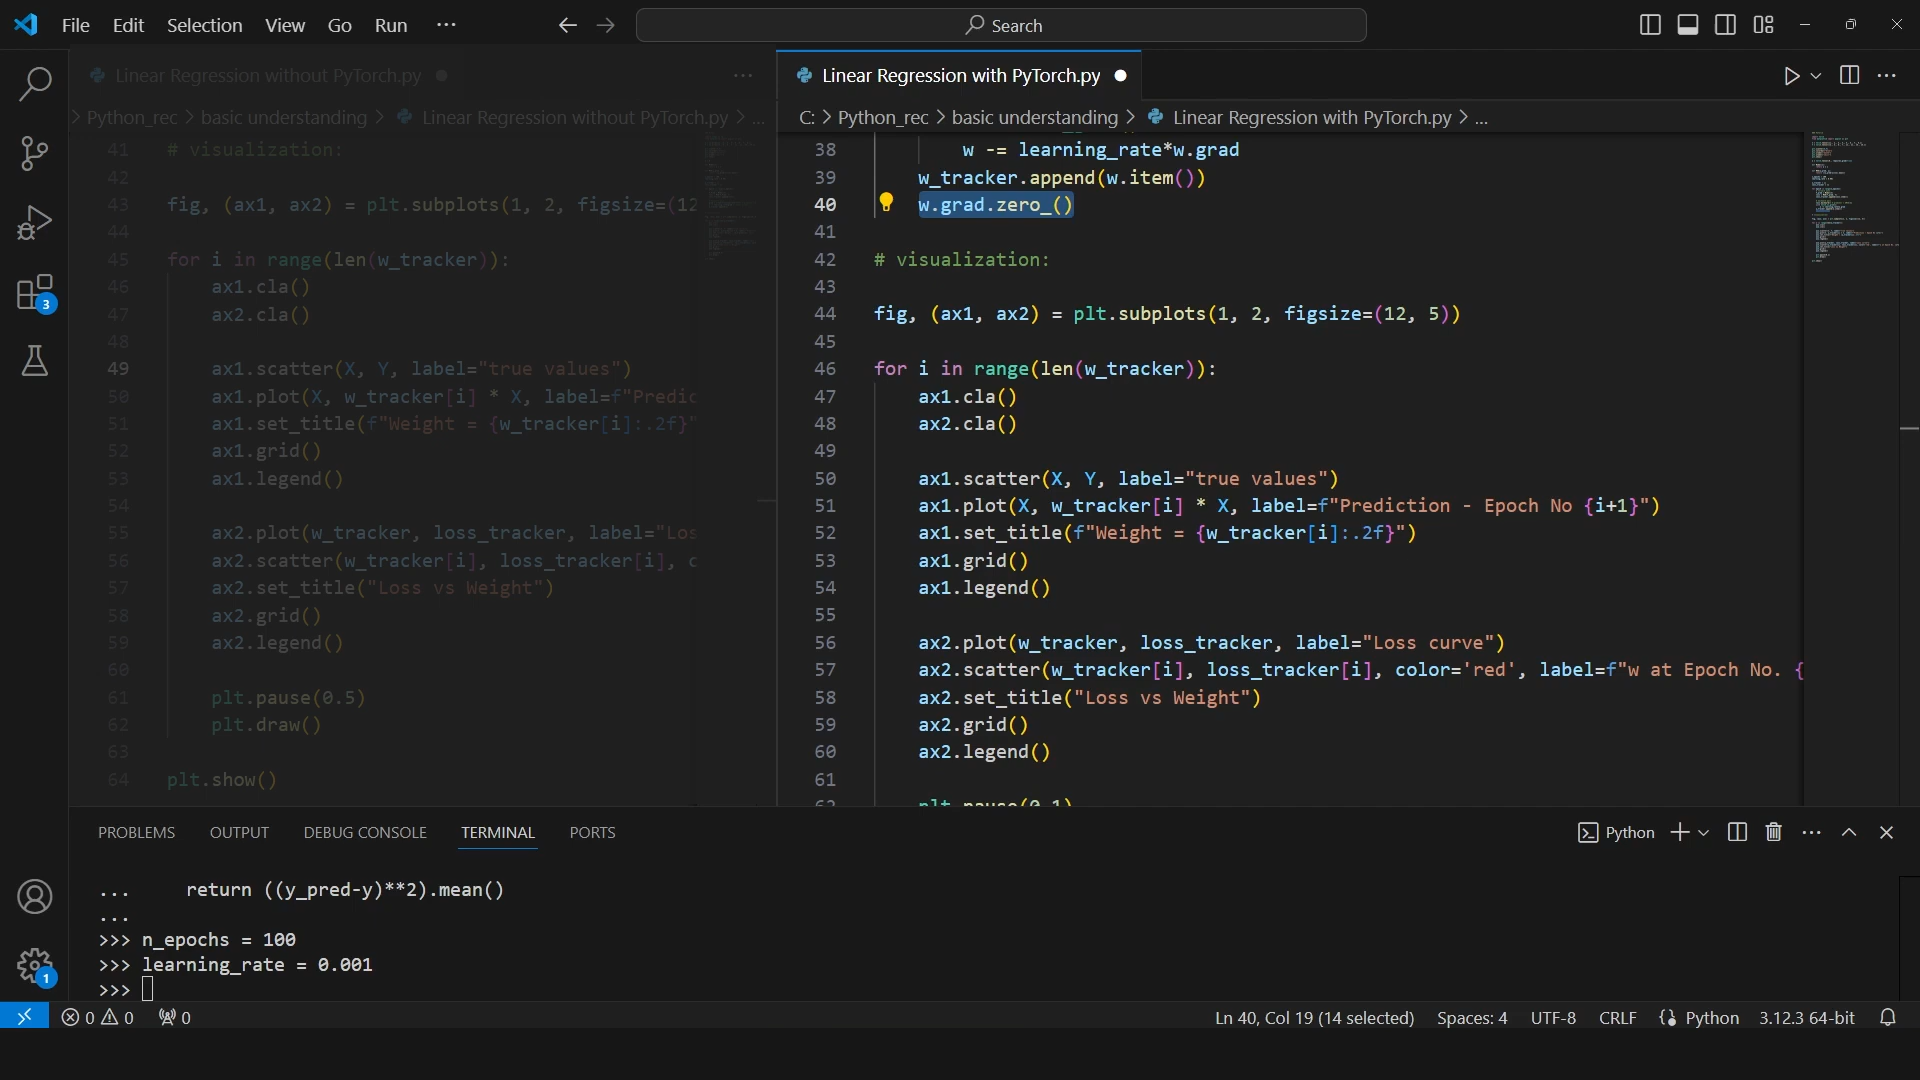 File Edit Selection View Go Run ...
Search
Linear Regression without PyTorch.py
...
Python_rec > basic understanding > Linear Regression without PyTorch.py > ...
41 # visualization:
42
43 fig, (ax1, ax2) = plt.subplots(1, 2, figsize=(12
44
45 for i in range(len(w_tracker)):
46 ax1.cla()
47 ax2.cla()
48
49 ax1.scatter(X, Y, label="true values")
50 ax1.plot(X, w_tracker[i] * X, label=f"Predic
51 ax1.set_title(f"Weight = {w_tracker[i]:.2f}"
52 ax1.grid()
53 ax1.legend()
54
55 ax2.plot(w_tracker, loss_tracker, label="Los
56 ax2.scatter(w_tracker[i], loss_tracker[i], c
57 ax2.set_title("Loss vs Weight")
58 ax2.grid()
59 ax2.legend()
60
61 plt.pause(0.5)
62 plt.draw()
63
64 plt.show()
Linear Regression with PyTorch.py
C: > Python_rec > basic understanding > Linear Regression with PyTorch.py > ...
38 w -= learning_rate*w.grad
39 w_tracker.append(w.item())
40 w.grad.zero_()
41
42 # visualization:
43
44 fig, (ax1, ax2) = plt.subplots(1, 2, figsize=(12, 5))
45
46 for i in range(len(w_tracker)):
47 ax1.cla()
48 ax2.cla()
49
50 ax1.scatter(X, Y, label="true values")
51 ax1.plot(X, w_tracker[i] * X, label=f"Prediction - Epoch No {i+1}")
52 ax1.set_title(f"Weight = {w_tracker[i]:.2f}")
53 ax1.grid()
54 ax1.legend()
55
56 ax2.plot(w_tracker, loss_tracker, label="Loss curve")
57 ax2.scatter(w_tracker[i], loss_tracker[i], color='red', label=f"w at Epoch No. {
58 ax2.set_title("Loss vs Weight")
59 ax2.grid()
60 ax2.legend()
61
62 plt.pause(0.1)
3
1
PROBLEMS OUTPUT DEBUG CONSOLE TERMINAL PORTS
Python
... return ((y_pred-y)**2).mean()
...
>>> n_epochs = 100
>>> learning_rate = 0.001
>>>
0 0 0
Ln 40, Col 19 (14 selected) Spaces: 4 UTF-8 CRLF Python 3.12.3 64-bit